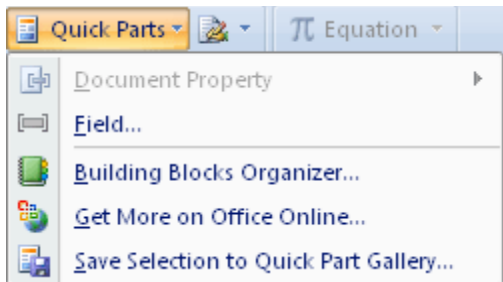 Quick Parts
π Equation
Document Property
Field...
Building Blocks Organizer...
Get More on Office Online...
Save Selection to Quick Part Gallery...